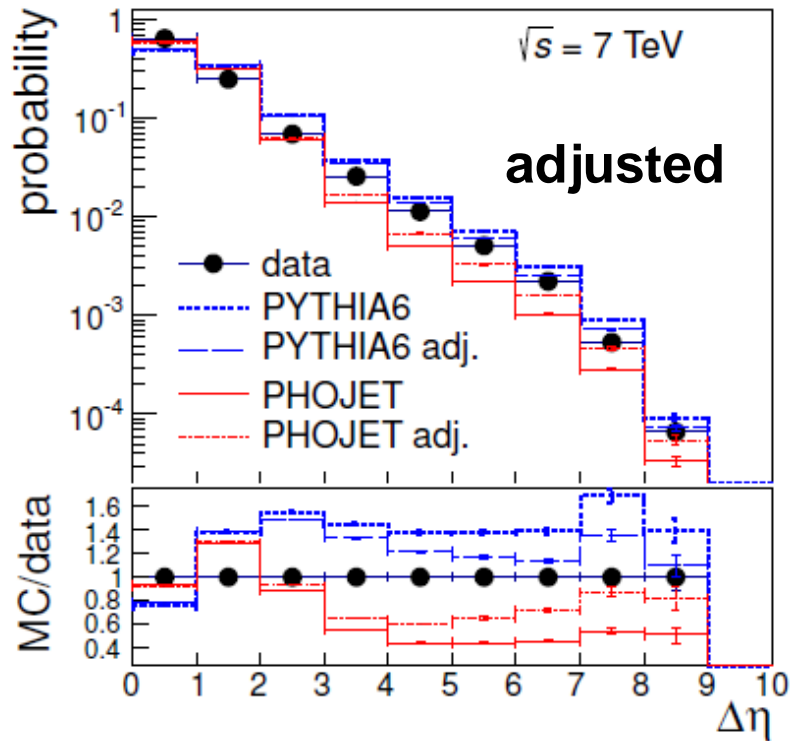 probability
1
10⁻¹
10⁻²
10⁻³
10⁻⁴
√s = 7 TeV
adjusted
data
PYTHIA6
PYTHIA6 adj.
PHOJET
PHOJET adj.
MC/data
1.6
1.4
1.2
1
0.8
0.6
0.4
0 1 2 3 4 5 6 7 8 9 10
Δη